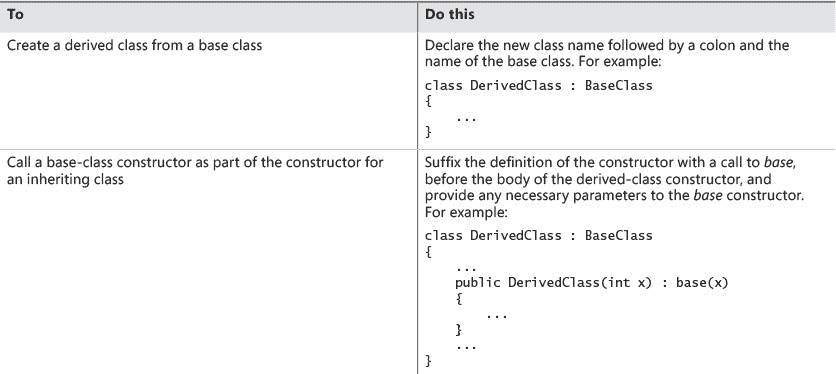 To
Do this
Create a derived class from a base class
Declare the new class name followed by a colon and the
name of the base class. For example:
class DerivedClass : BaseClass
{
    ...
}
Call a base-class constructor as part of the constructor for
an inheriting class
Suffix the definition of the constructor with a call to base,
before the body of the derived-class constructor, and
provide any necessary parameters to the base constructor.
For example:
class DerivedClass : BaseClass
{
    ...
    public DerivedClass(int x) : base(x)
    {
        ...
    }
    ...
}